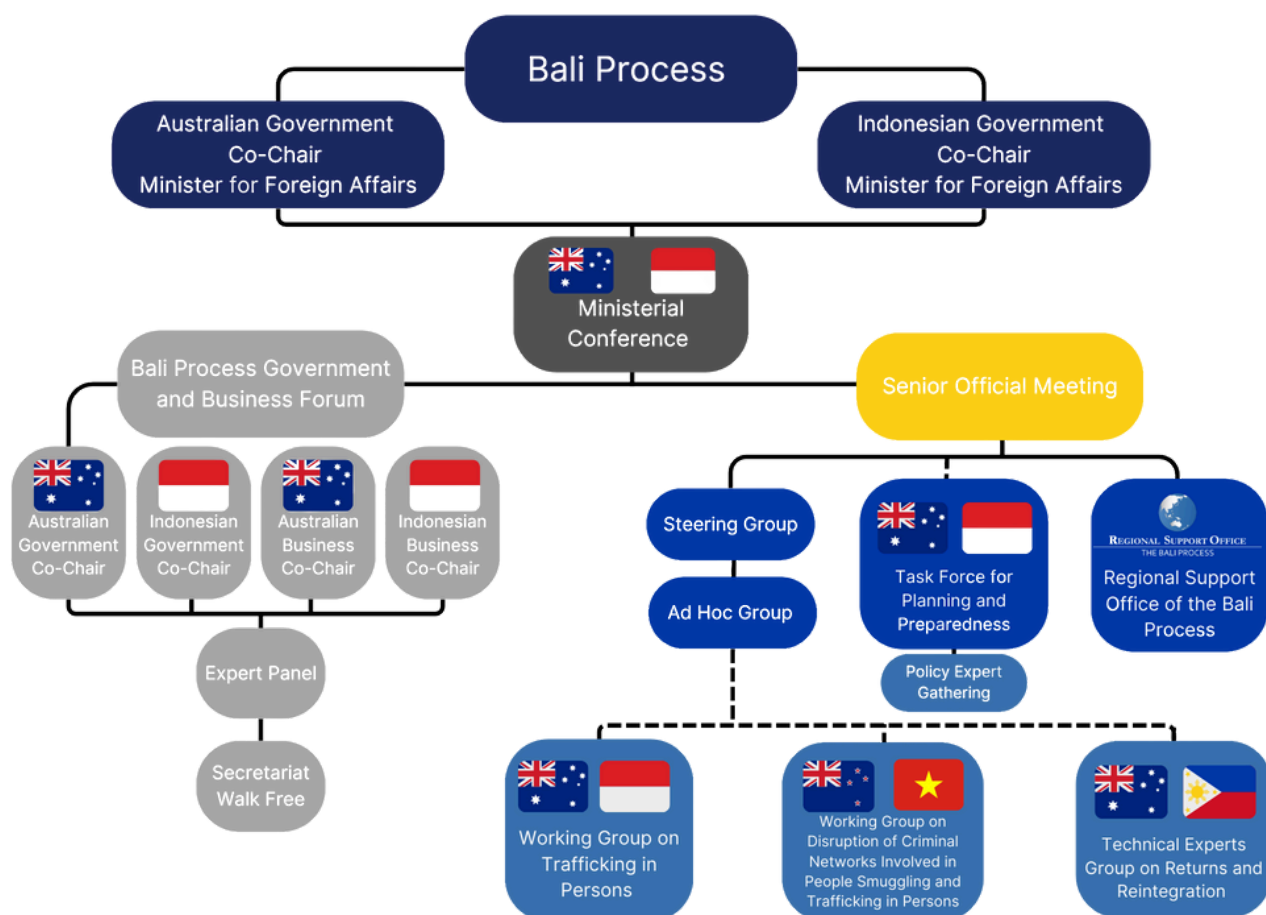 Bali Process
Australian Government
Co-Chair
Minister for Foreign Affairs
Indonesian Government
Co-Chair
Minister for Foreign Affairs
Ministerial
Conference
Bali Process Government
and Business Forum
Senior Official Meeting
Australian
Government
Co-Chair
Indonesian
Government
Co-Chair
Australian
Business
Co-Chair
Indonesian
Business
Co-Chair
Expert Panel
Secretariat
Walk Free
Steering Group
Ad Hoc Group
Task Force for
Planning and
Preparedness
Policy Expert
Gathering
REGIONAL SUPPORT OFFICE
THE BALI PROCESS
Regional Support
Office of the Bali
Process
Working Group on
Trafficking in
Persons
Working Group on
Disruption of Criminal
Networks Involved in
People Smuggling and
Trafficking in Persons
Technical Experts
Group on Returns and
Reintegration